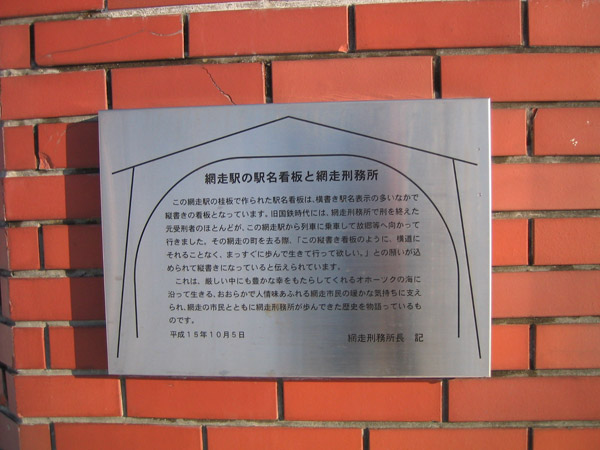 網走駅の駅名看板と網走刑務所
この網走駅の桂板で作られた駅名看板は、横書き駅名表示の多いなかで
縦書きの看板となっています。旧国鉄時代には、網走刑務所で刑を終えた
元受刑者のほとんどが、この網走駅から列車に乗車して故郷等へ向かって
行きました。その網走の町を去る際、「この縦書き看板のように、横道に
それることなく、まっすぐに歩んで生きて行って欲しい。」との願いが込
められて縦書きになっていると伝えられています。
これは、厳しい中にも豊かな幸をもたらしてくれるオホーツクの海に
沿って生きる、おおらかで人情味あふれる網走市民の暖かな気持ちに支え
られ、網走の市民とともに網走刑務所が歩んできた歴史を物語っているも
のです。
平成15年10月5日
網走刑務所長 記